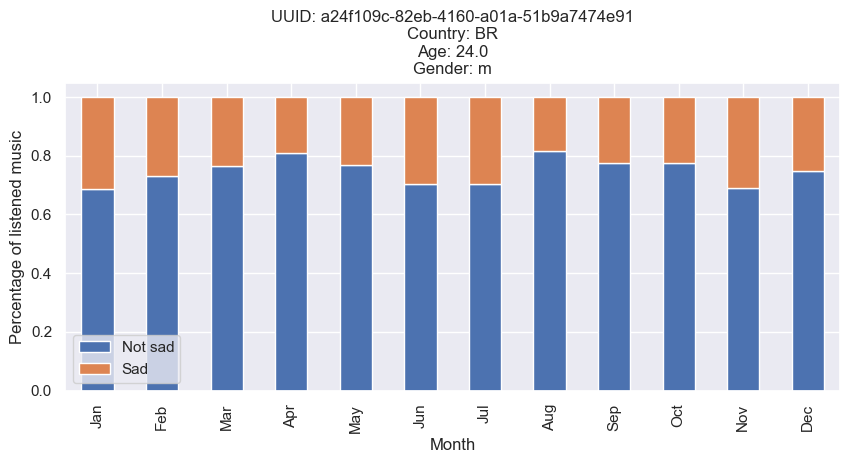 UUID: a24f109c-82eb-4160-a01a-51b9a7474e91
Country: BR
Age: 24.0
Gender: m
Percentage of listened music
1.0
0.8
0.6
0.4
0.2
0.0
Not sad
Sad
Jan Feb Mar Apr May Jun Jul Aug Sep Oct Nov Dec
Month